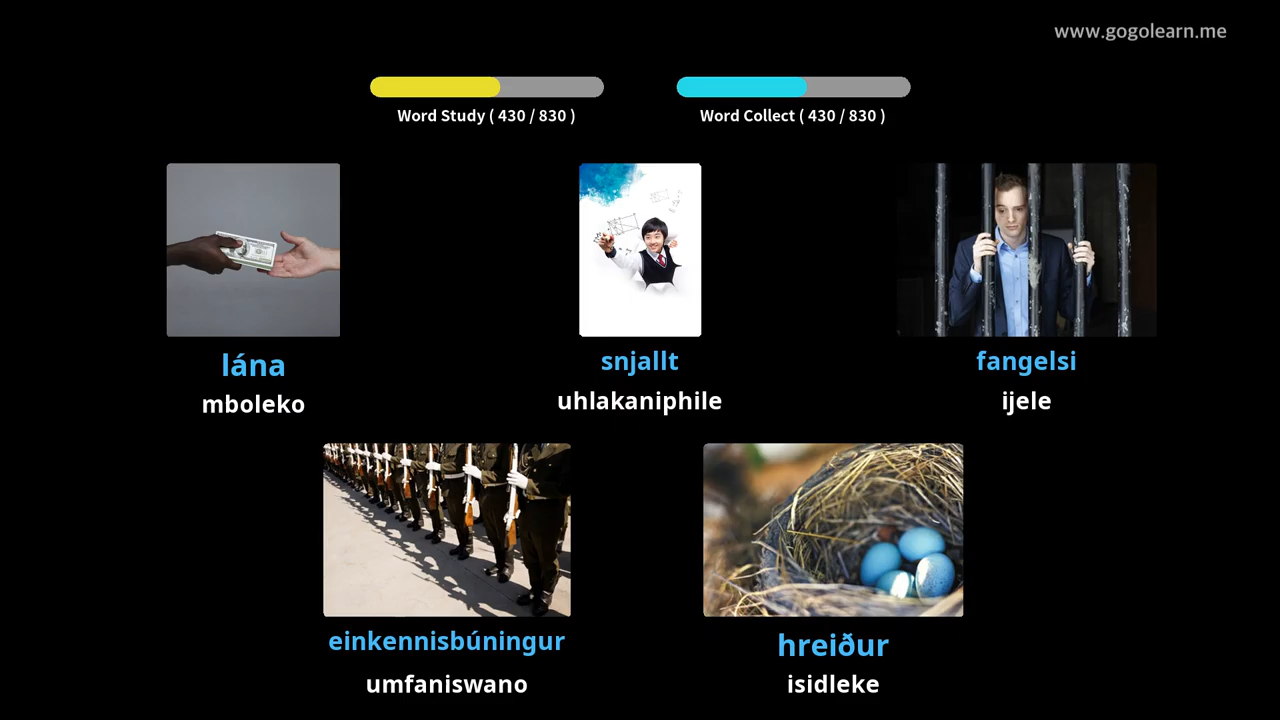 www.gogolearn.me
Word Study ( 430 / 830 )
Word Collect ( 430 / 830 )
lána
mboleko
snjallt
uhlakaniphile
fangelsi
ijele
einkennisbúningur
umfaniswano
hreiður
isidleke